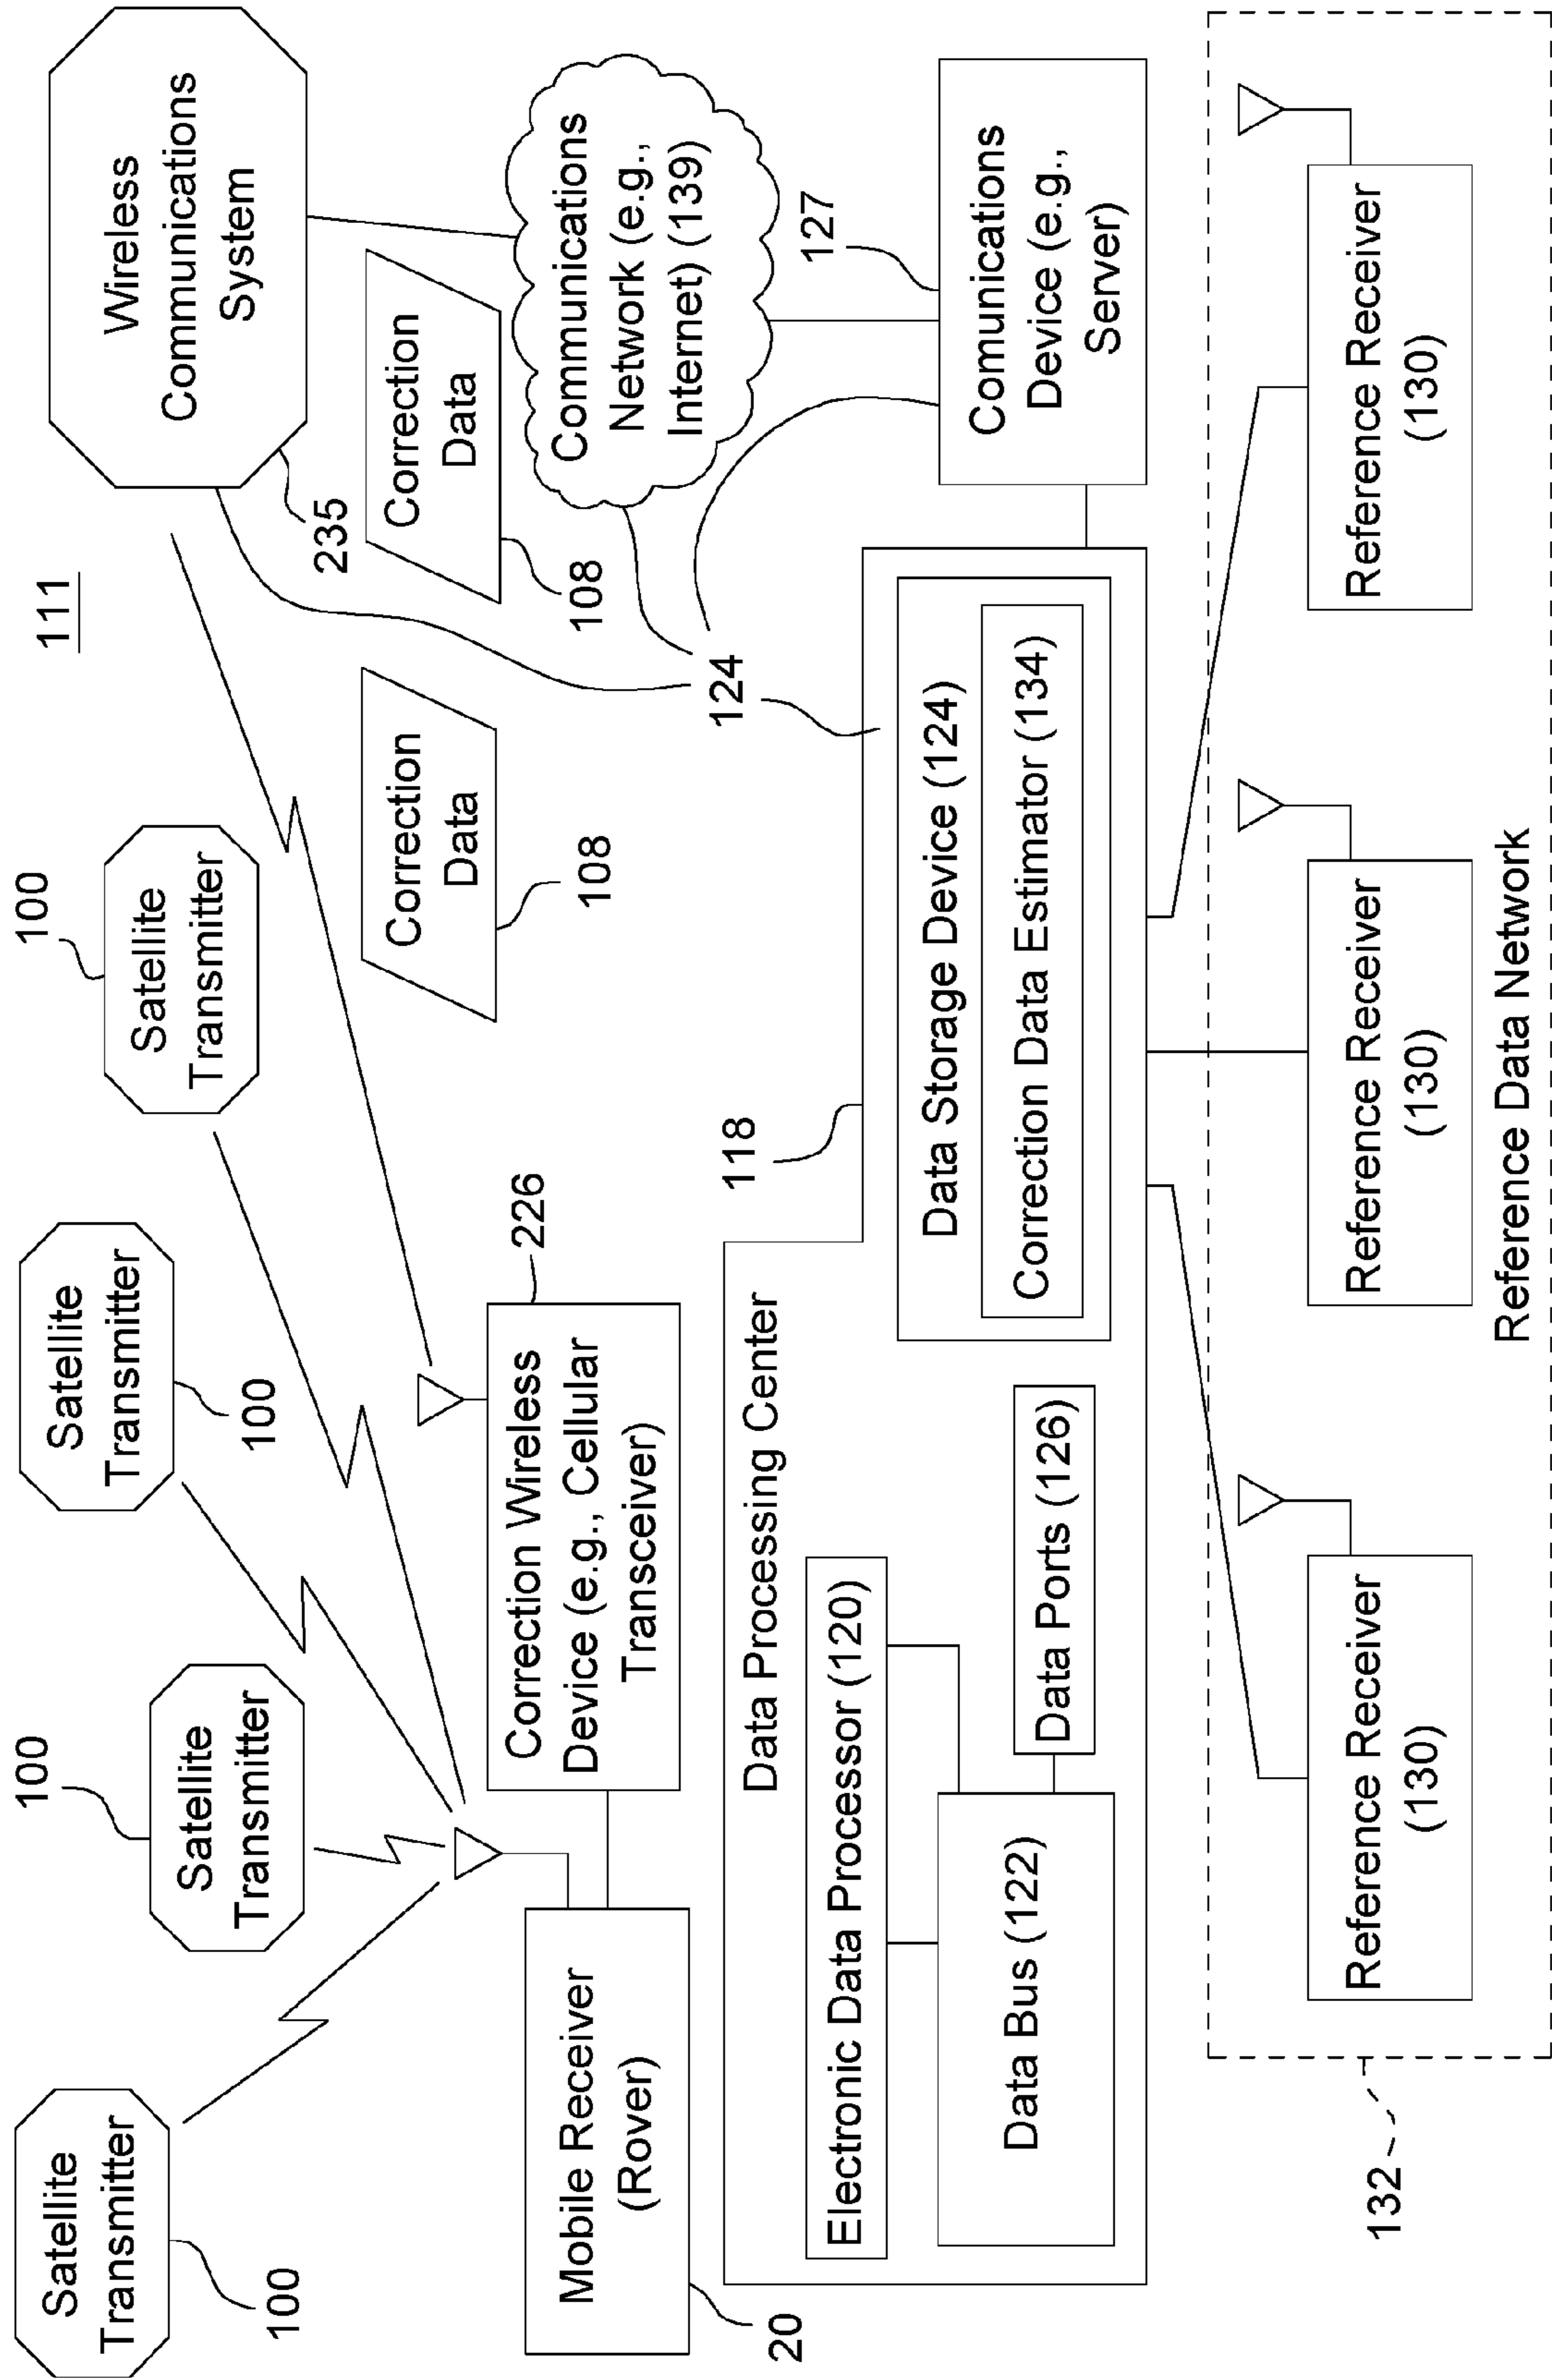 111
Satellite
Transmitter
100
Satellite
Transmitter
100
Satellite
Transmitter
100
Satellite
Transmitter
100
Wireless
Communications
System
235
Mobile Receiver
(Rover)
20
Correction Wireless
Device (e.g., Cellular
Transceiver)
226
Correction
Data
108
Correction
Data
108
Communications
Network (e.g.,
Internet) (139)
124
127
Comunications
Device (e.g.,
Server)
118
Data Processing Center
Electronic Data Processor (120)
Data Bus (122)
Data Ports (126)
Data Storage Device (124)
Correction Data Estimator (134)
Reference Receiver
(130)
Reference Receiver
(130)
Reference Receiver
(130)
132
Reference Data Network